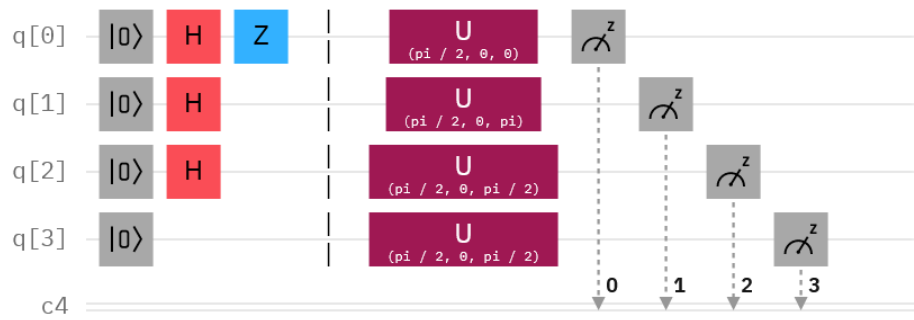 q[0] |0⟩ H Z U z
(pi / 2, 0, 0)
q[1] |0⟩ H U z
(pi / 2, 0, pi)
q[2] |0⟩ H U z
(pi / 2, 0, pi / 2)
q[3] |0⟩ U z
(pi / 2, 0, pi / 2)
0 1 2 3
c4